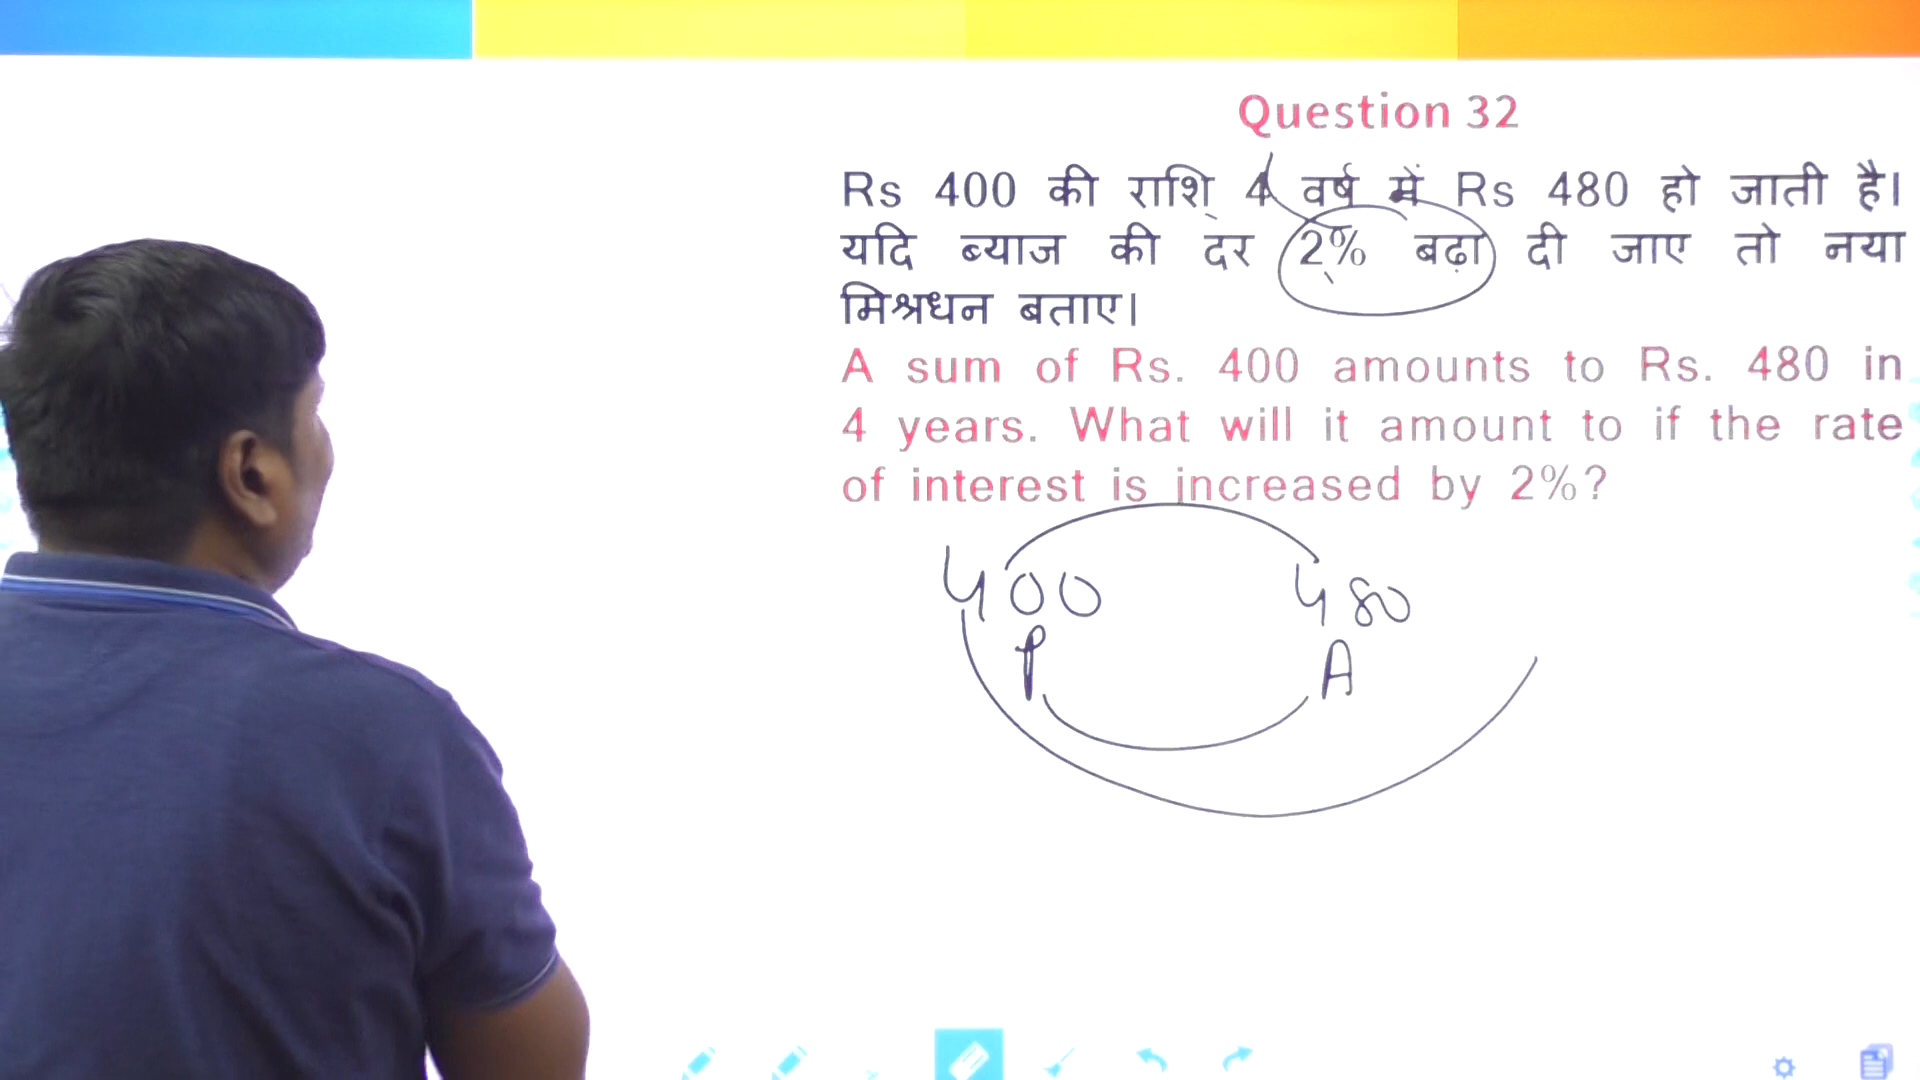 Question 32
Rs 400 की राशि 4 वर्ष में Rs 480 हो जाती है।
यदि ब्याज की दर 2% बढ़ा दी जाए तो नया
मिश्रधन बताए।
A sum of Rs. 400 amounts to Rs. 480 in
4 years. What will it amount to if the rate
of interest is increased by 2%?
400 480
P A